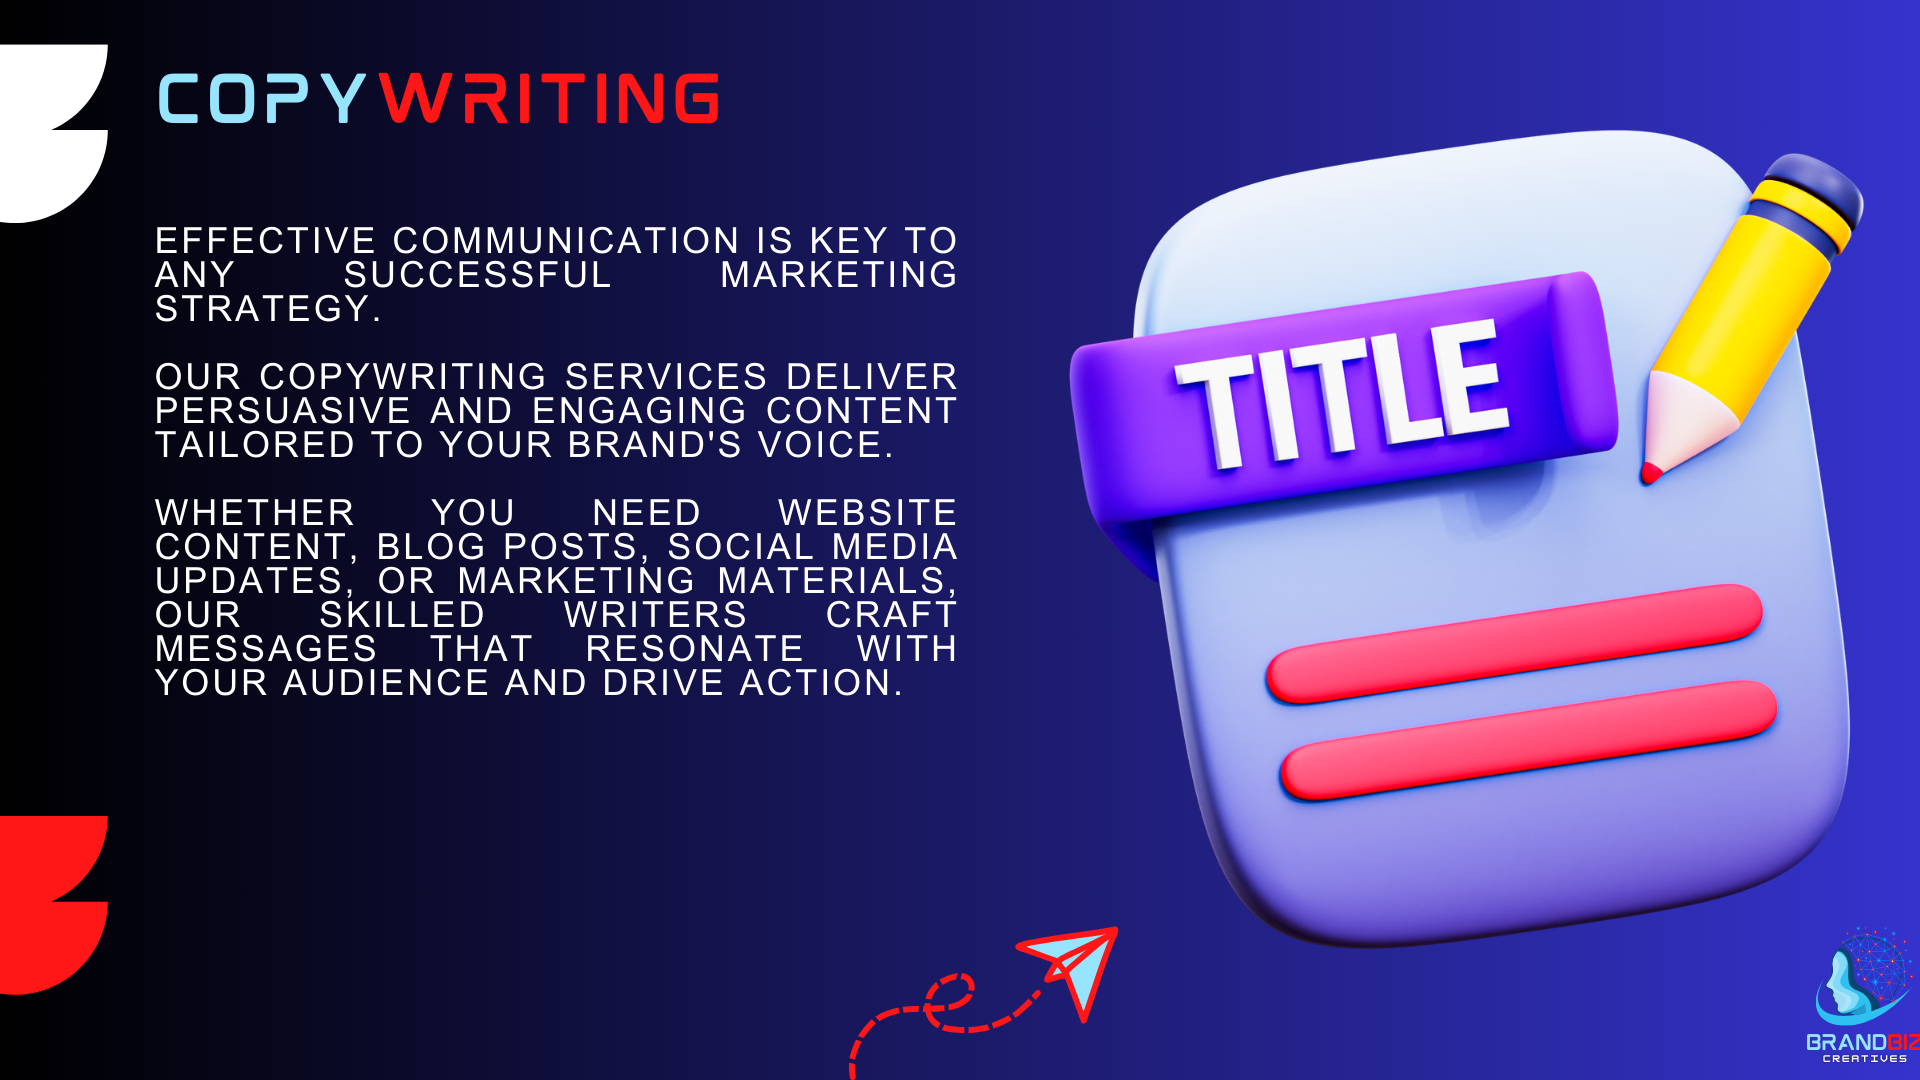 COPYWRITING
EFFECTIVE COMMUNICATION IS KEY TO
ANY SUCCESSFUL MARKETING
STRATEGY.
OUR COPYWRITING SERVICES DELIVER
PERSUASIVE AND ENGAGING CONTENT
TAILORED TO YOUR BRAND'S VOICE.
WHETHER YOU NEED WEBSITE
CONTENT, BLOG POSTS, SOCIAL MEDIA
UPDATES, OR MARKETING MATERIALS,
OUR SKILLED WRITERS CRAFT
MESSAGES THAT RESONATE WITH
YOUR AUDIENCE AND DRIVE ACTION.
TITLE
BRANDBIZ
CREATIVES